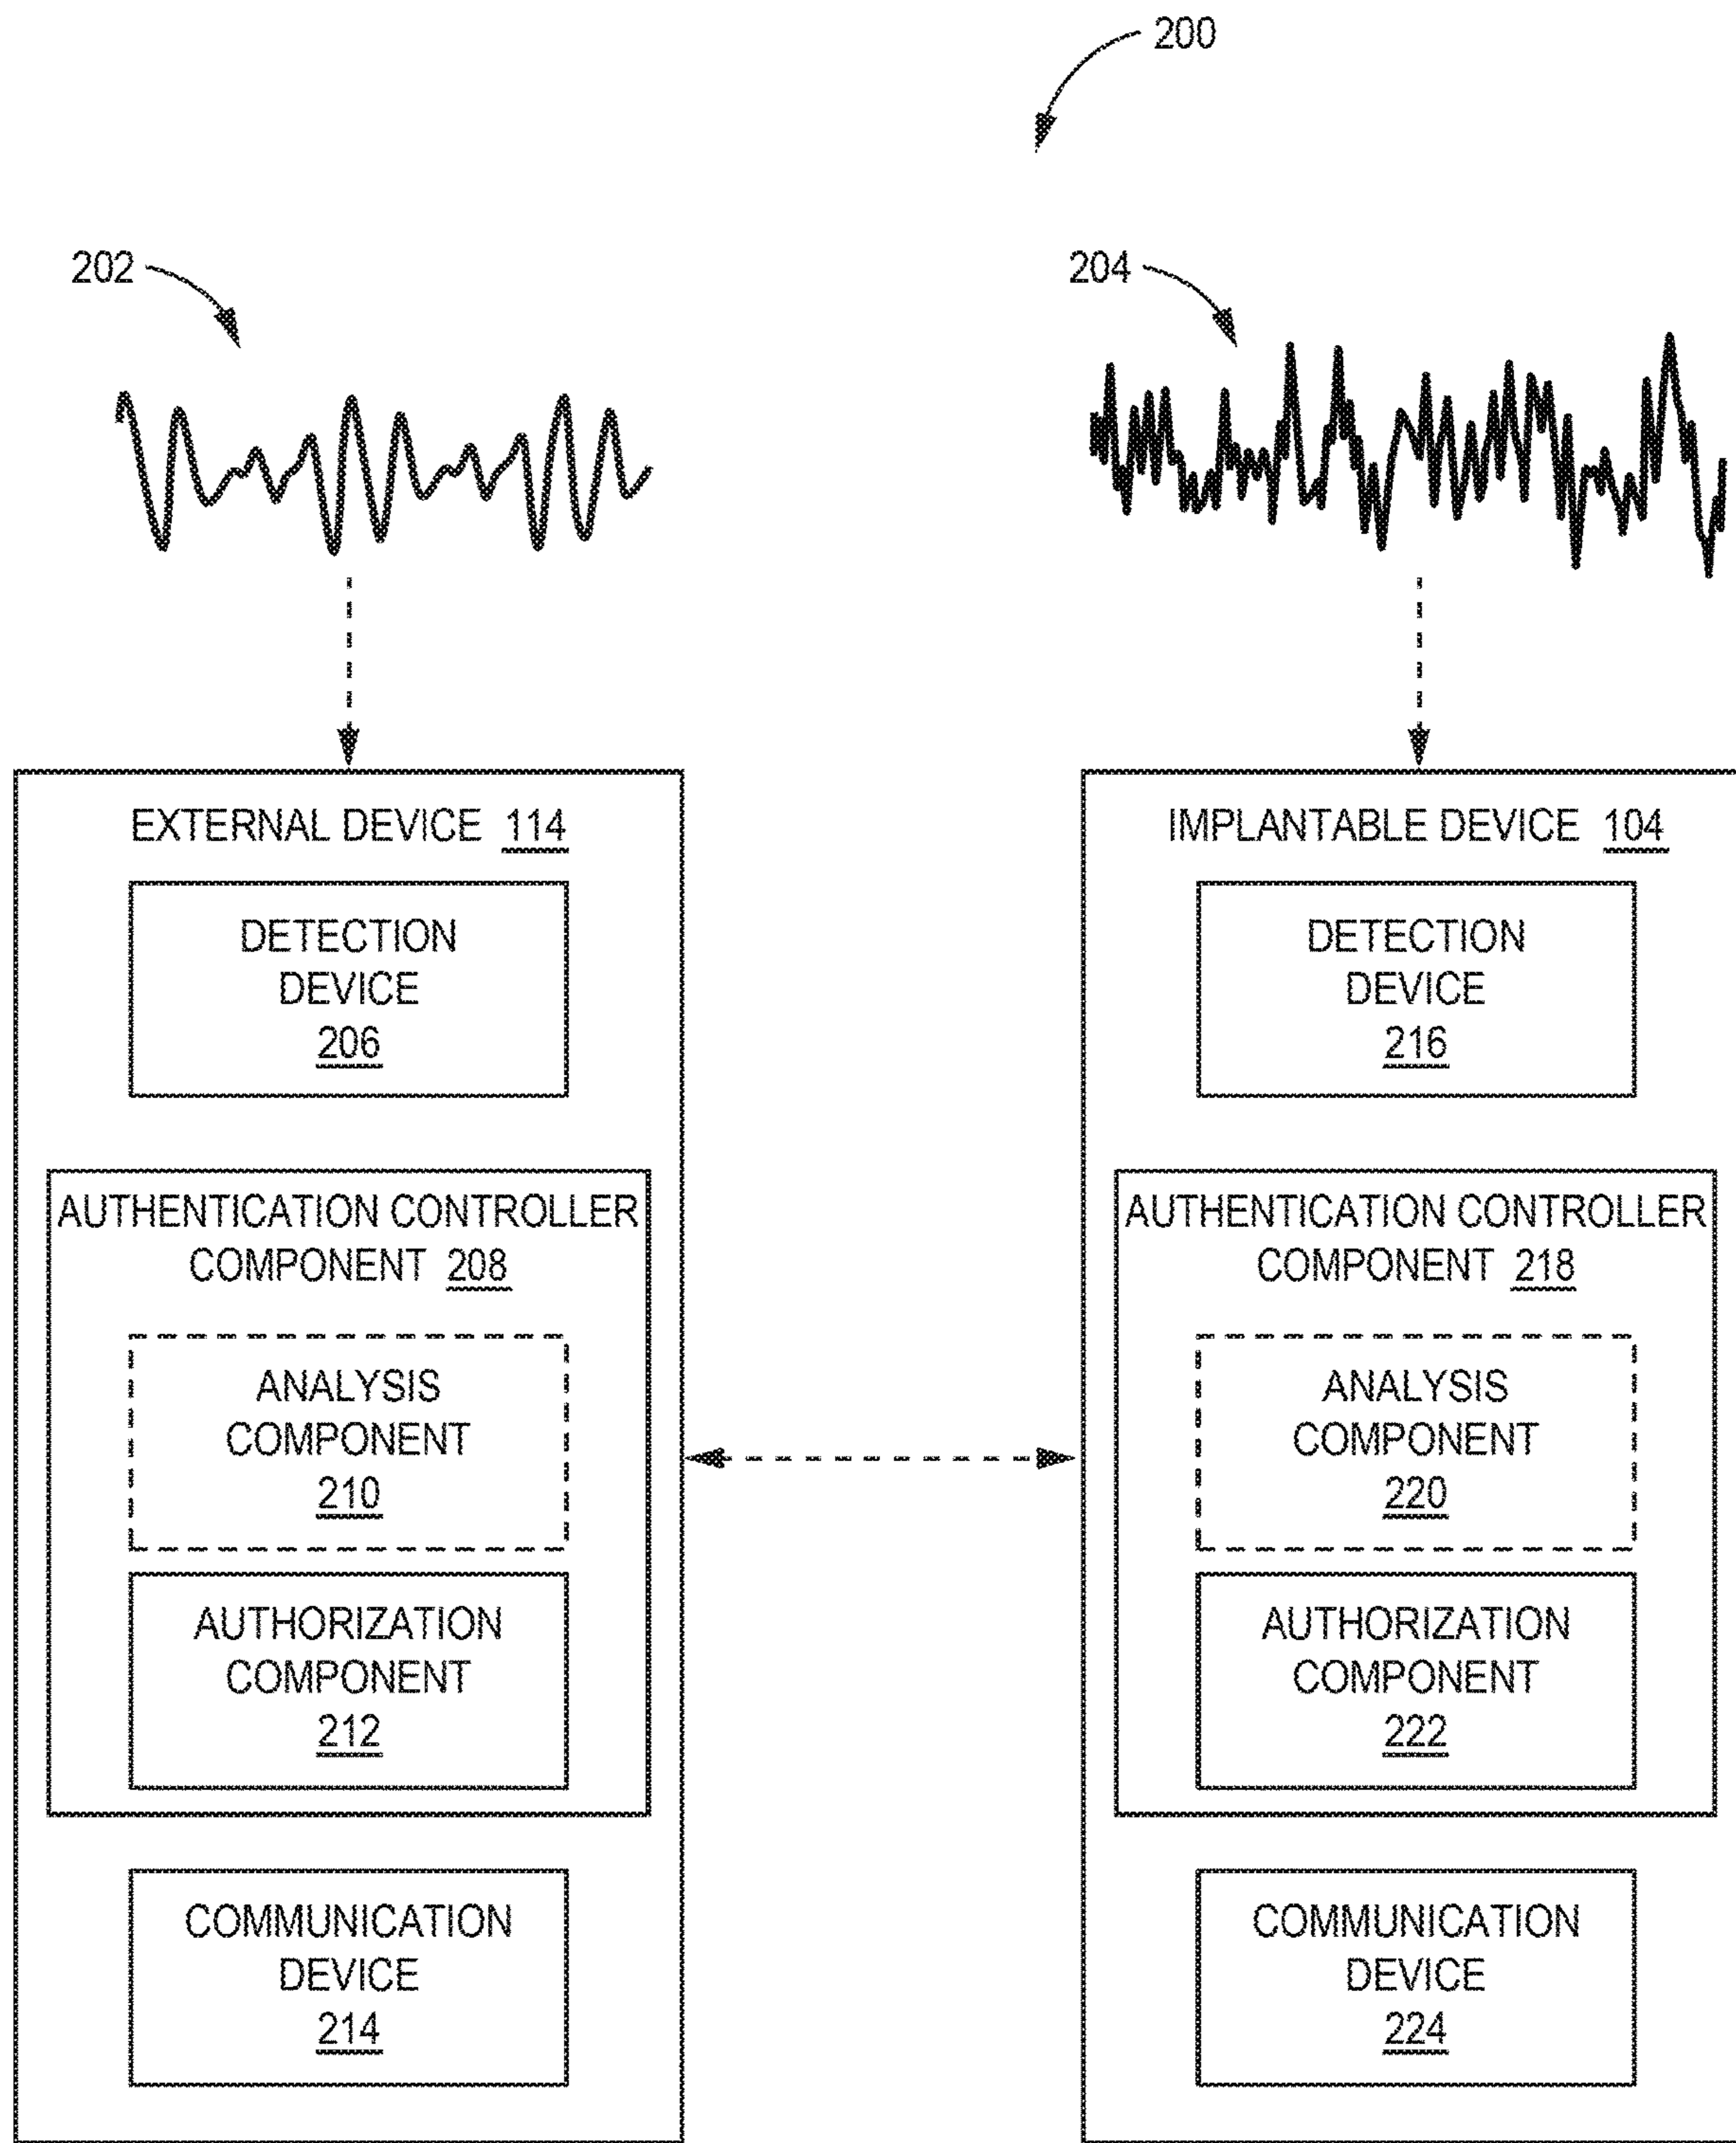 200
202
204
EXTERNAL DEVICE 114
DETECTION
DEVICE
206
AUTHENTICATION CONTROLLER
COMPONENT 208
ANALYSIS
COMPONENT
210
AUTHORIZATION
COMPONENT
212
COMMUNICATION
DEVICE
214
IMPLANTABLE DEVICE 104
DETECTION
DEVICE
216
AUTHENTICATION CONTROLLER
COMPONENT 218
ANALYSIS
COMPONENT
220
AUTHORIZATION
COMPONENT
222
COMMUNICATION
DEVICE
224